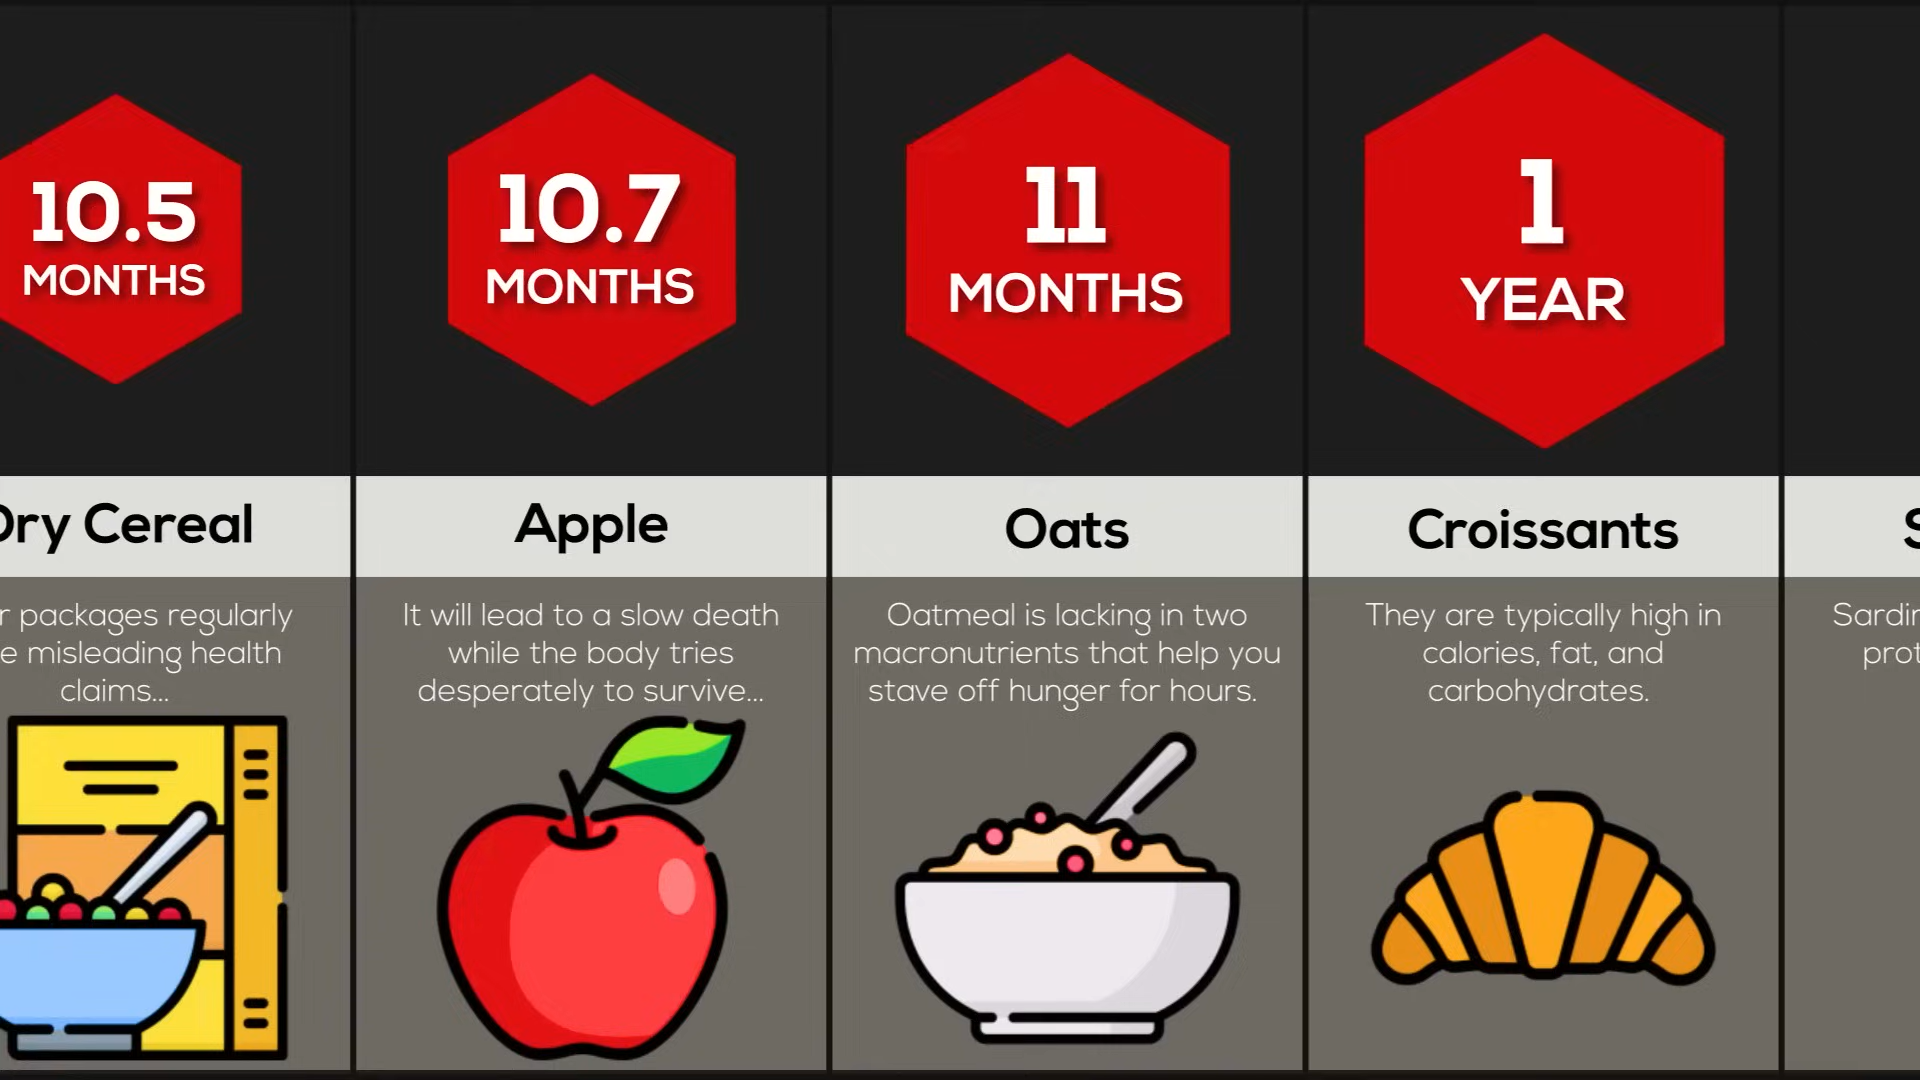 10.5
MONTHS
Dry Cereal
packages regularly
misleading health
claims...
10.7
MONTHS
Apple
It will lead to a slow death
while the body tries
desperately to survive...
11
MONTHS
Oats
Oatmeal is lacking in two
macronutrients that help you
stave off hunger for hours.
1
YEAR
Croissants
They are typically high in
calories, fat, and
carbohydrates.